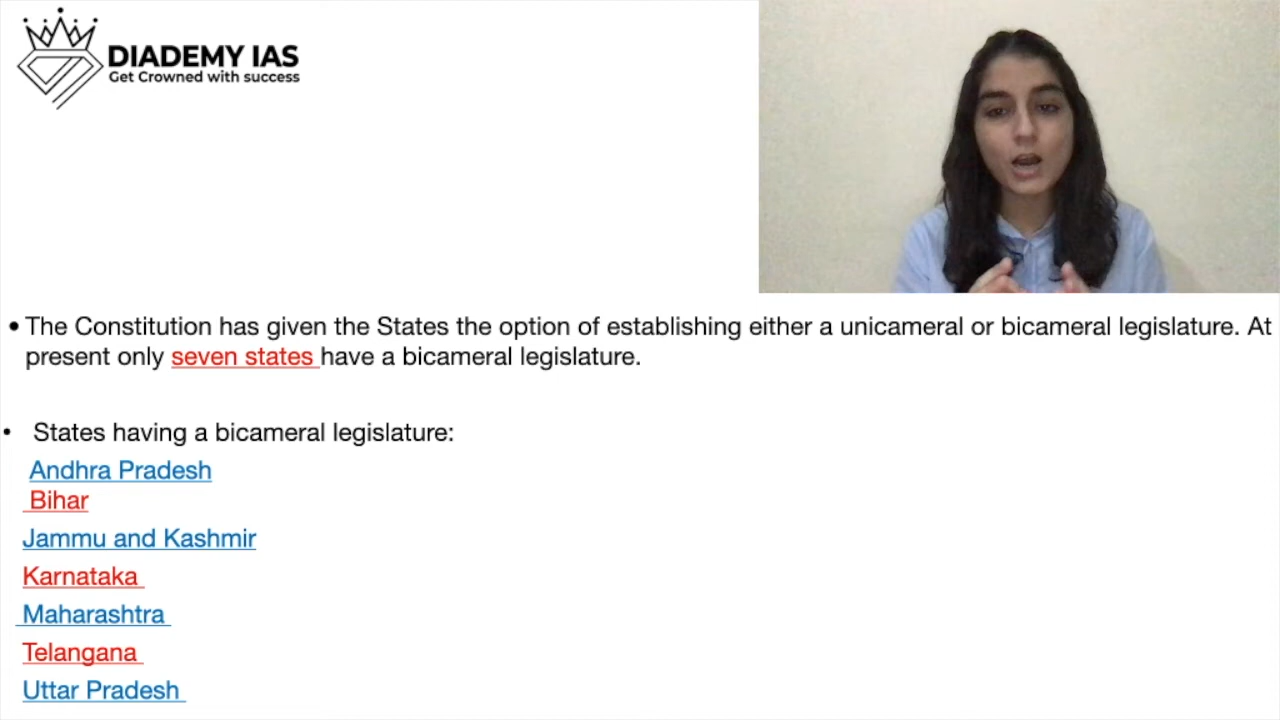 DIADEMY IAS
Get Crowned with success
• The Constitution has given the States the option of establishing either a unicameral or bicameral legislature. At
present only seven states have a bicameral legislature.
• States having a bicameral legislature:
Andhra Pradesh
Bihar
Jammu and Kashmir
Karnataka
Maharashtra
Telangana
Uttar Pradesh